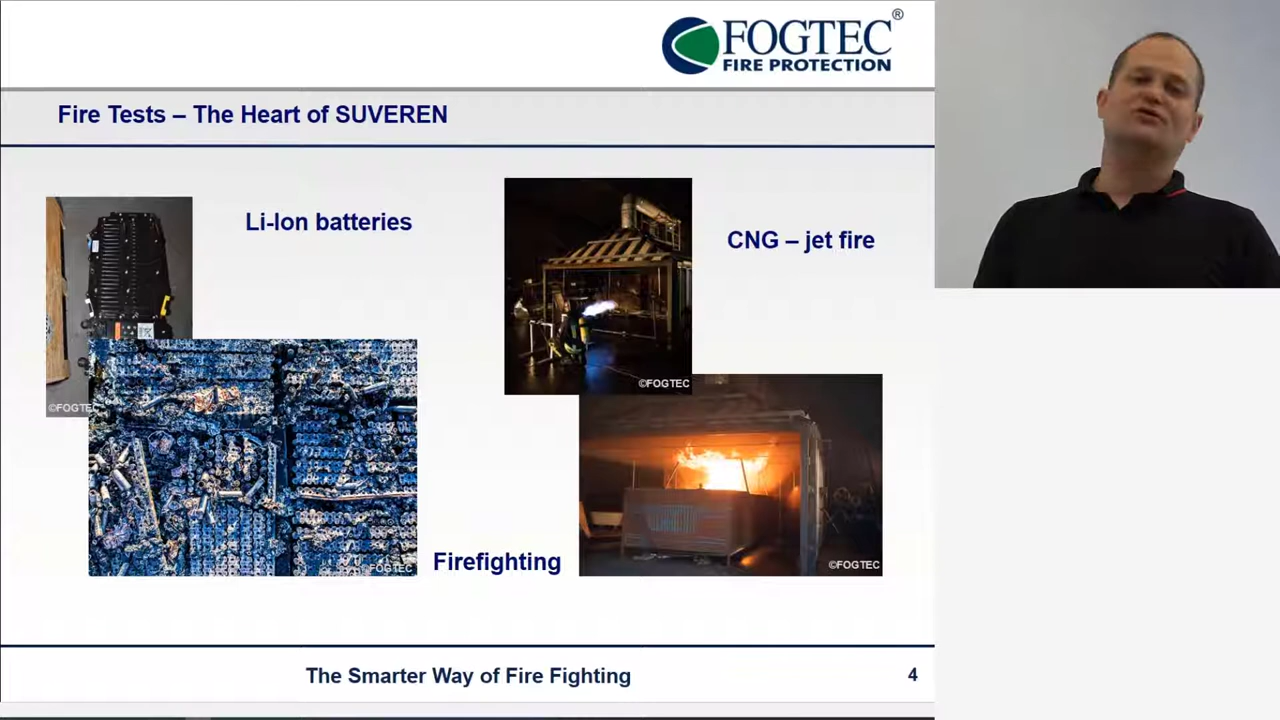 FOGTEC®
FIRE PROTECTION
Fire Tests – The Heart of SUVEREN
Li-Ion batteries
CNG – jet fire
©FOGTEC
©FOGTEC
Firefighting
©FOGTEC
©FOGTEC
The Smarter Way of Fire Fighting
4